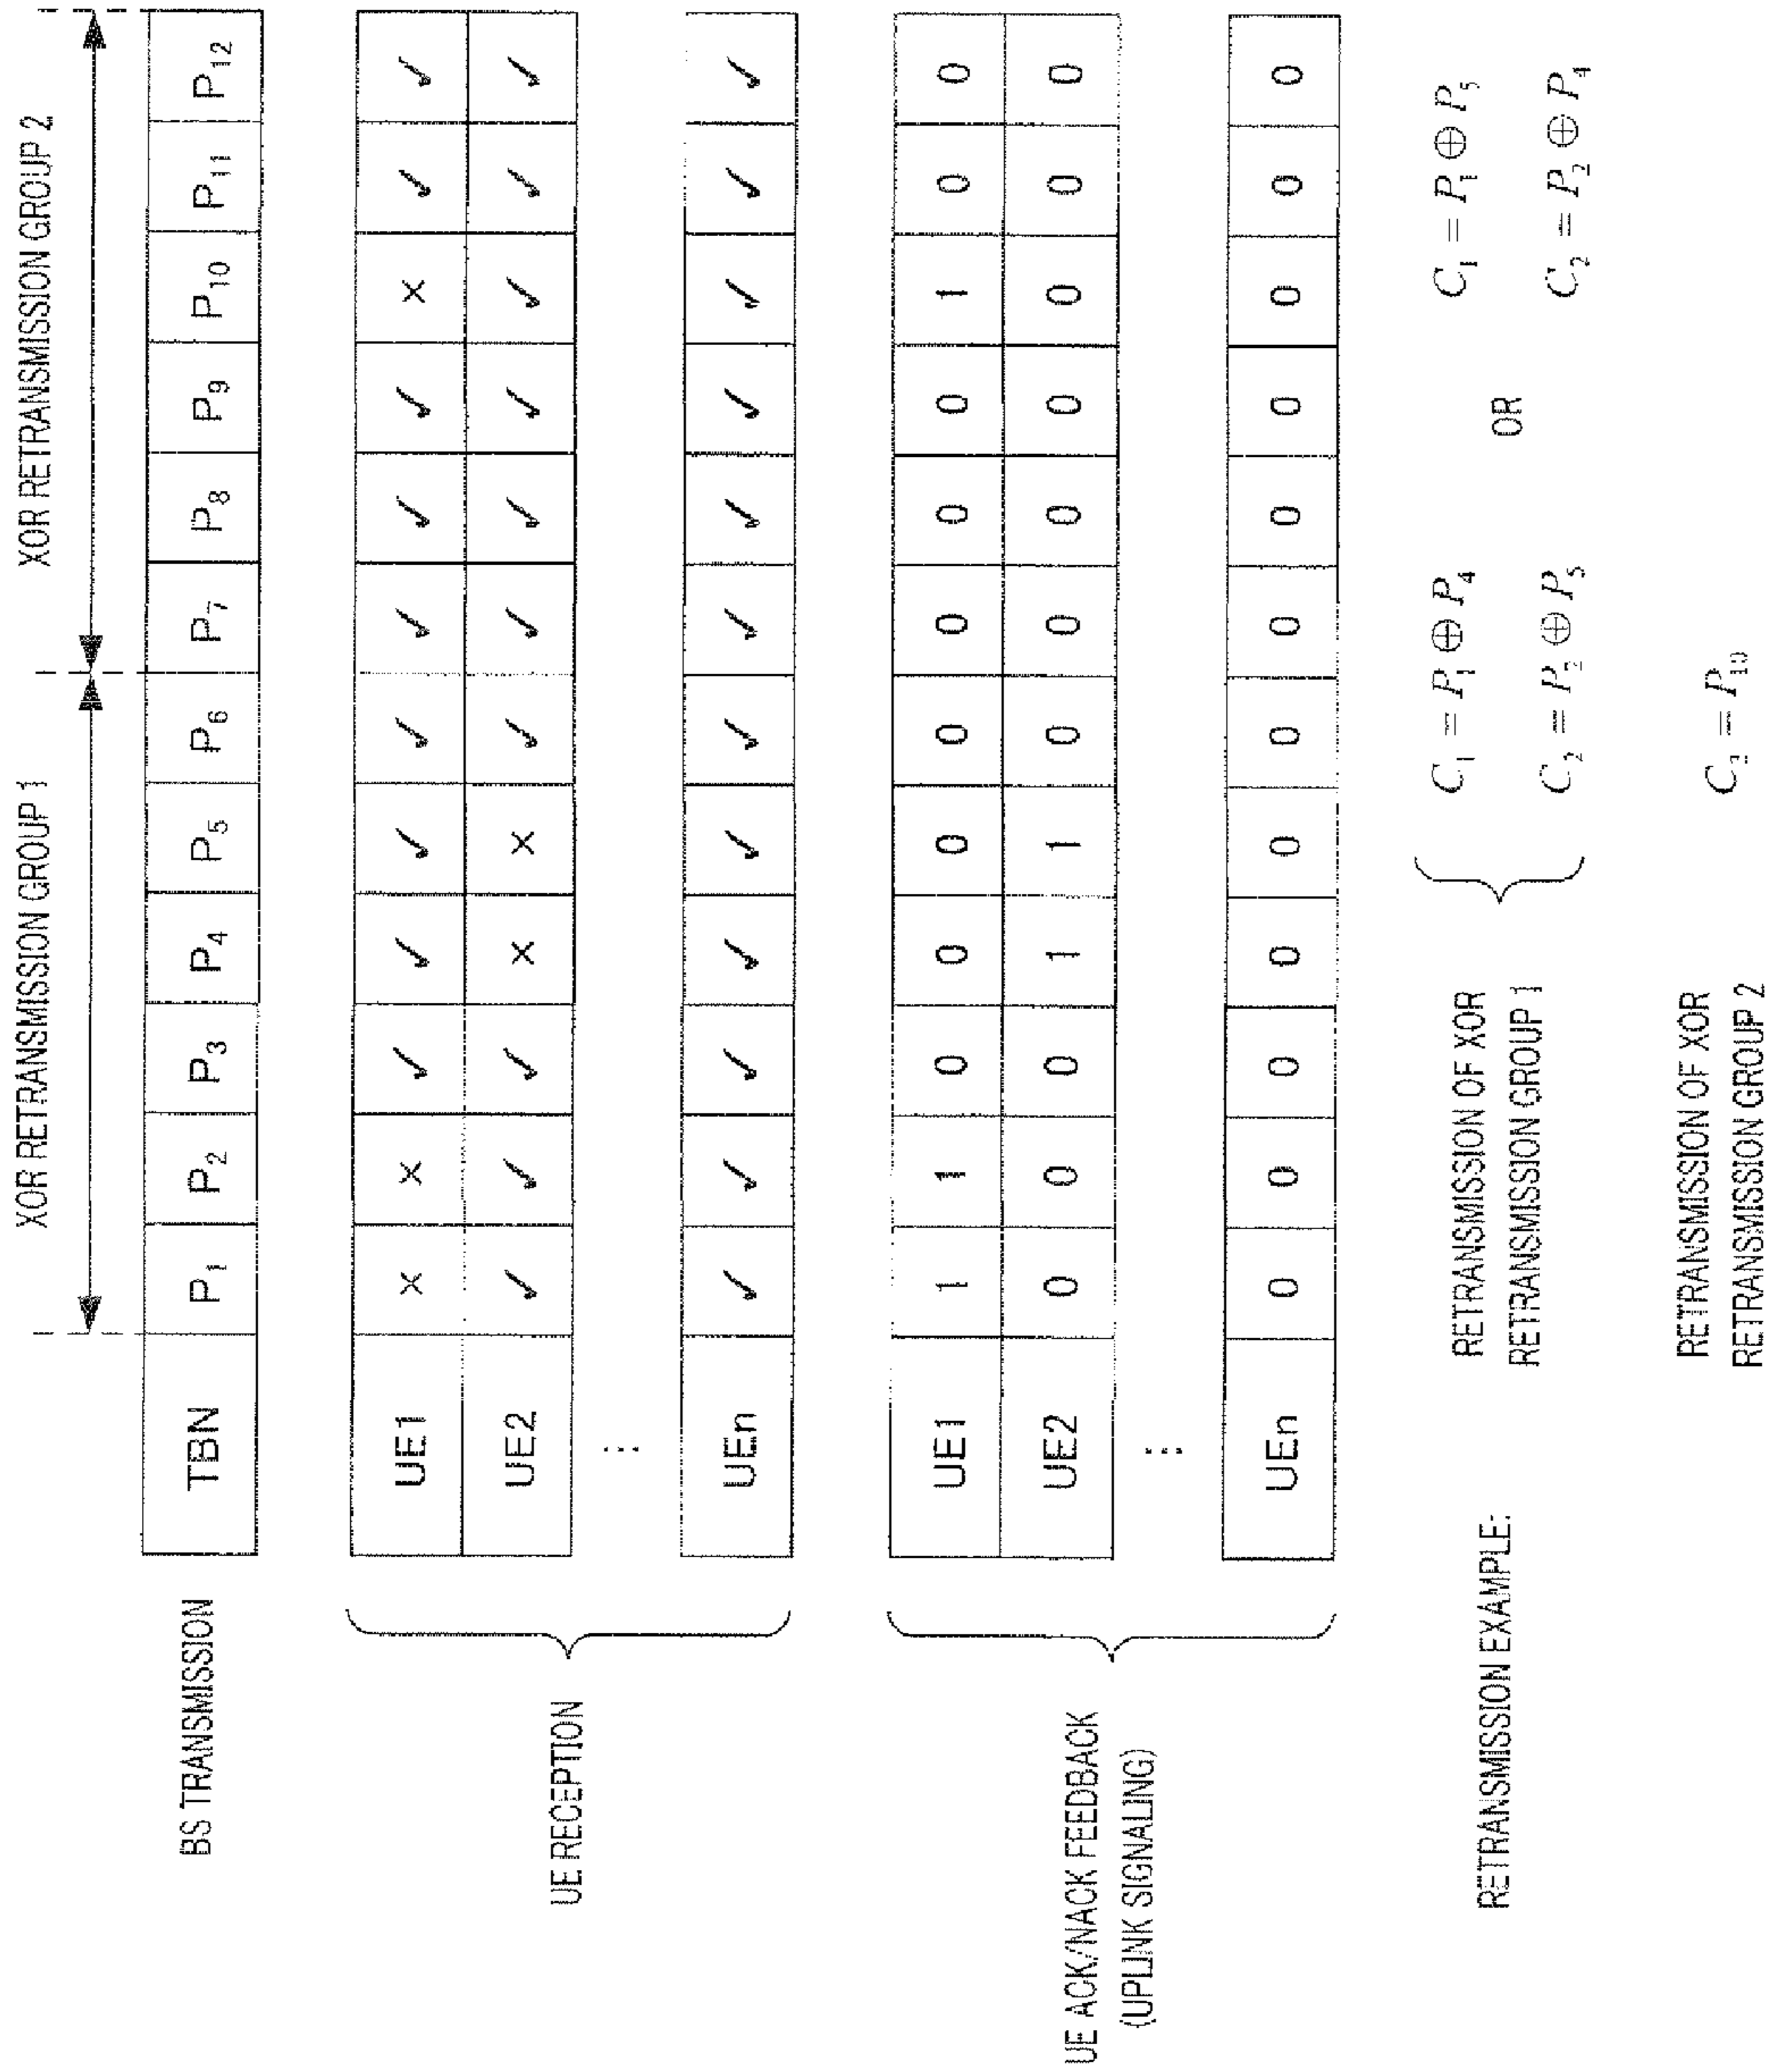 XOR RETRANSMISSION GROUP 1 XOR RETRANSMISSION GROUP 2
BS TRANSMISSION TBN P₁ P₂ P₃ P₄ P₅ P₆ P₇ P₈ P₉ P₁₀ P₁₁ P₁₂
UE1 × × ✓ ✓ ✓ ✓ ✓ ✓ ✓ × ✓ ✓
UE RECEPTION UE2 ✓ ✓ ✓ × × ✓ ✓ ✓ ✓ ✓ ✓ ✓
⋮
UEn ✓ ✓ ✓ ✓ ✓ ✓ ✓ ✓ ✓ ✓ ✓ ✓
UE1 1 1 0 0 0 0 0 0 0 1 0 0
UE ACK/NACK FEEDBACK
(UPLINK SIGNALING)
UE2 0 0 0 1 1 0 0 0 0 0 0 0
⋮
UEn 0 0 0 0 0 0 0 0 0 0 0 0
RETRANSMISSION EXAMPLE:
RETRANSMISSION OF XOR
RETRANSMISSION GROUP 1
C₁ = P₁ ⊕ P₄
C₂ = P₂ ⊕ P₅
OR
C₁ = P₁ ⊕ P₅
C₂ = P₂ ⊕ P₄
RETRANSMISSION OF XOR
RETRANSMISSION GROUP 2
C₃ = P₁₀